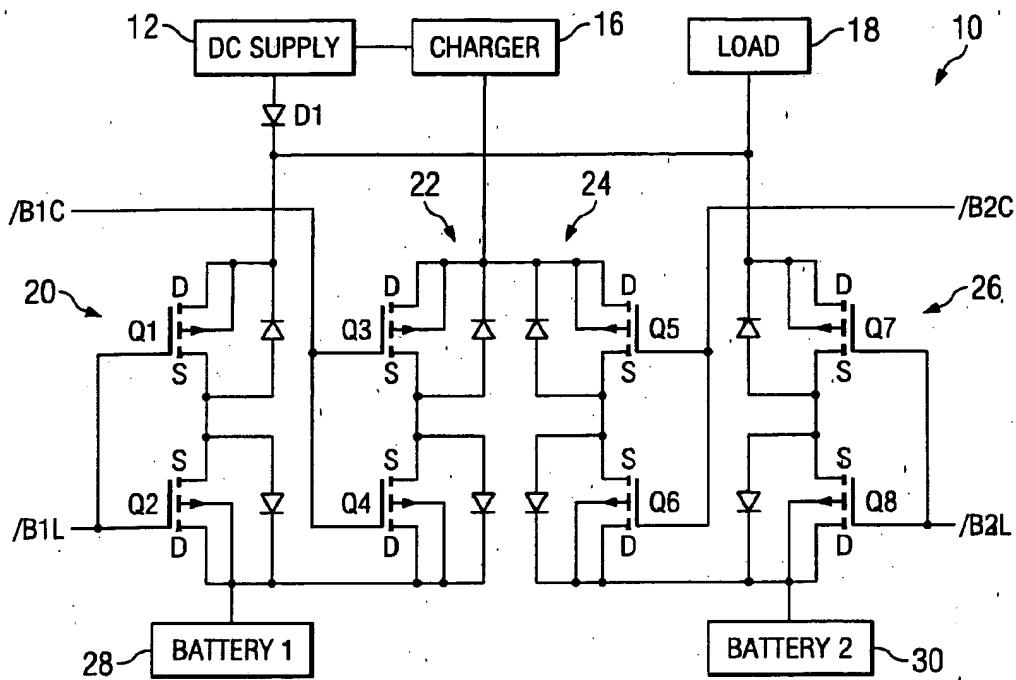 12 DC SUPPLY CHARGER 16 LOAD 18 10
D1
22 24
/B1C /B2C
20 26
D D D D
Q1 Q3 Q5 Q7
S S S S
S S S S
Q2 Q4 Q6 Q8
/B1L /B2L
D D D D
28 BATTERY 1 BATTERY 2 30